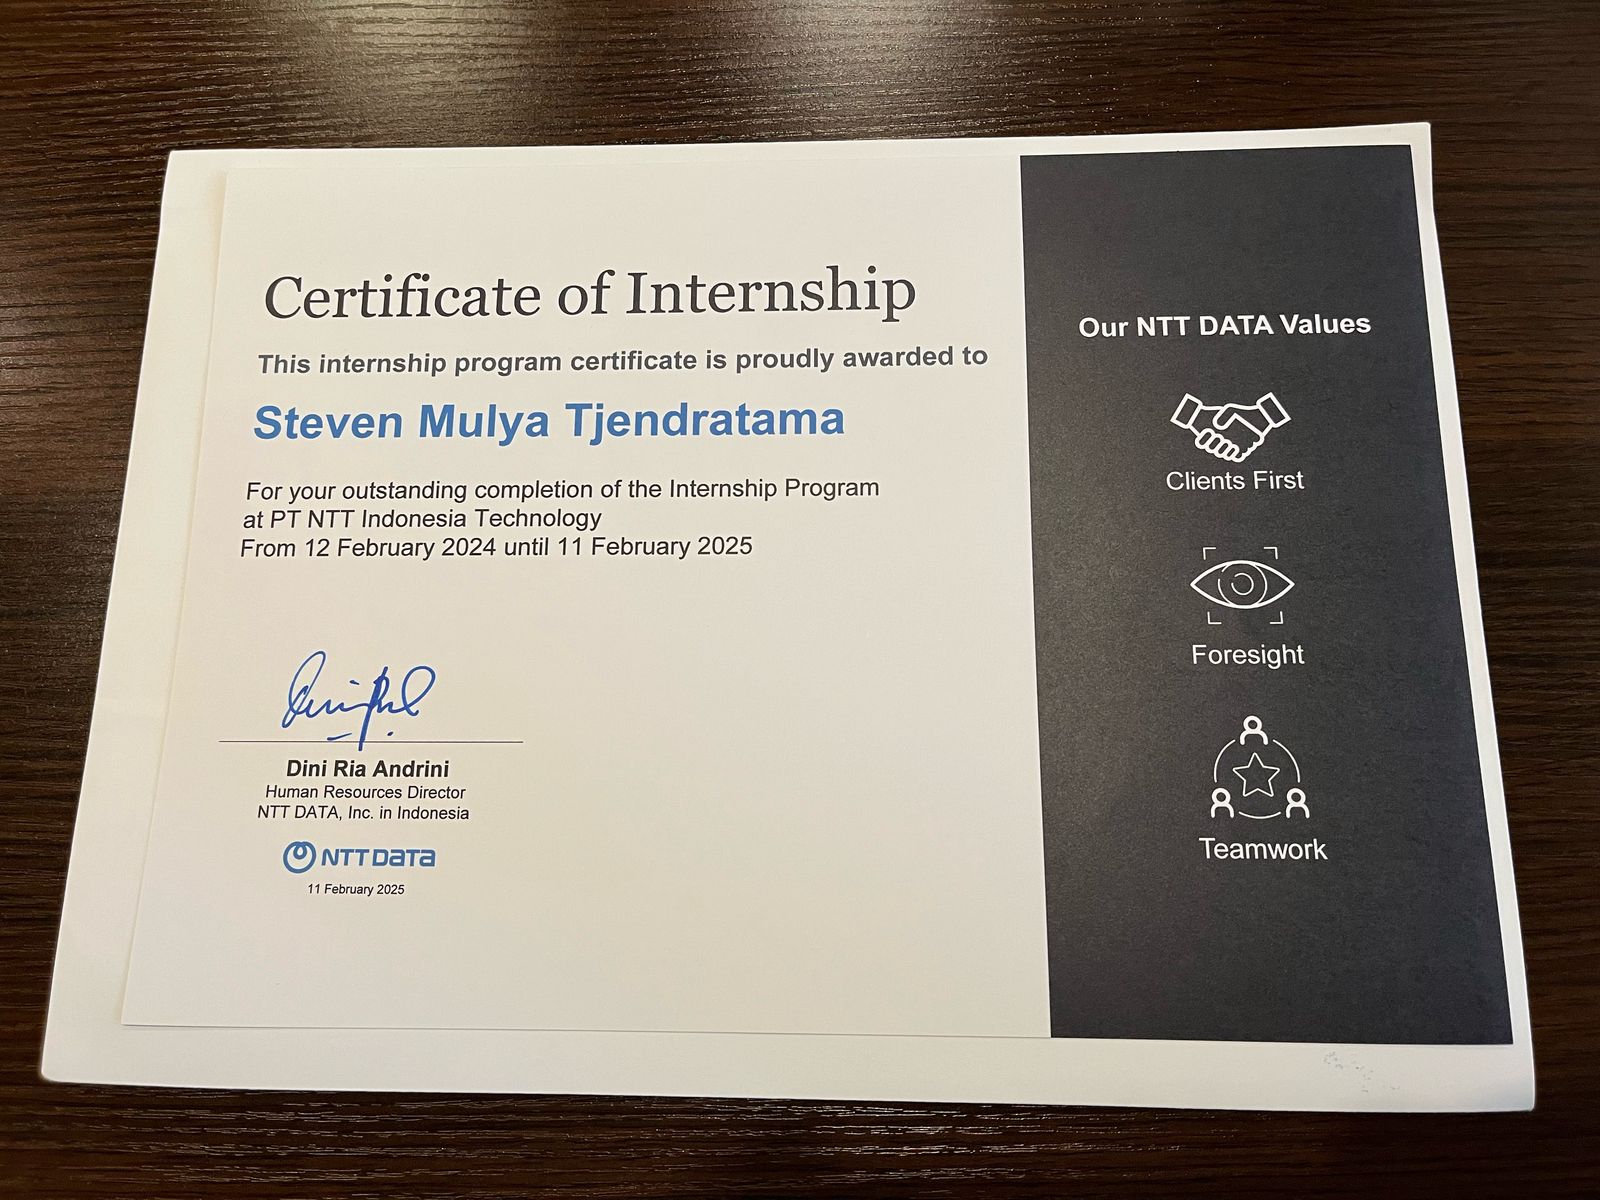 Certificate of Internship
This internship program certificate is proudly awarded to
Steven Mulya Tjendratama
For your outstanding completion of the Internship Program
at PT NTT Indonesia Technology
From 12 February 2024 until 11 February 2025
Dini Ria Andrini
Human Resources Director
NTT DATA, Inc. in Indonesia
NTT DATA
11 February 2025
Our NTT DATA Values
Clients First
Foresight
Teamwork